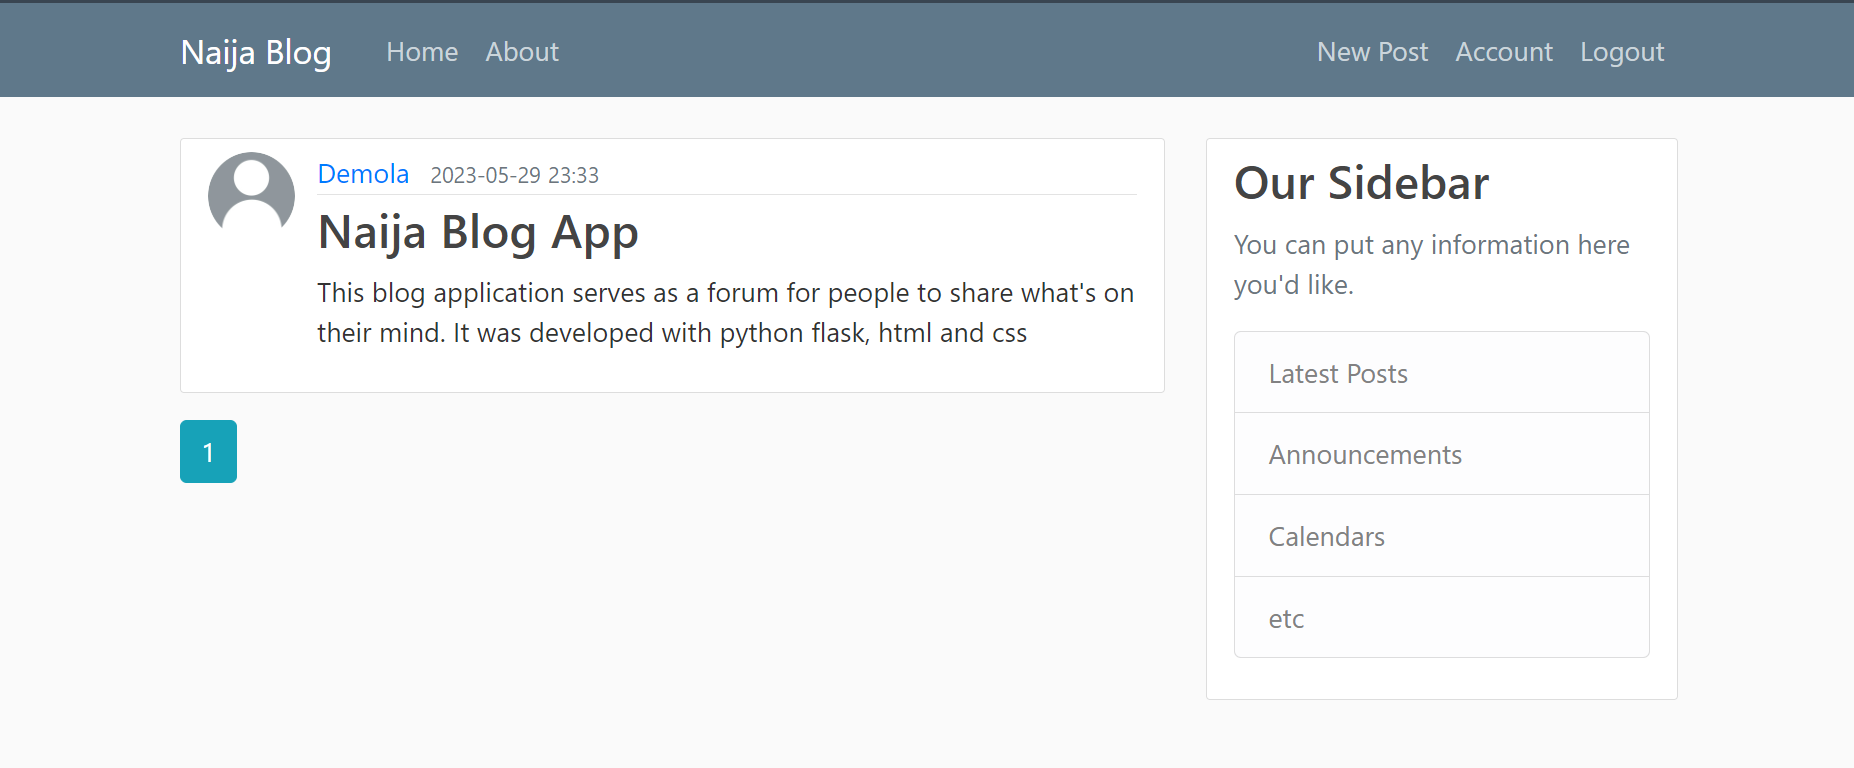 Naija Blog Home About New Post Account Logout
Demola 2023-05-29 23:33
Naija Blog App
This blog application serves as a forum for people to share what's on
their mind. It was developed with python flask, html and css
1
Our Sidebar
You can put any information here
you'd like.
Latest Posts
Announcements
Calendars
etc